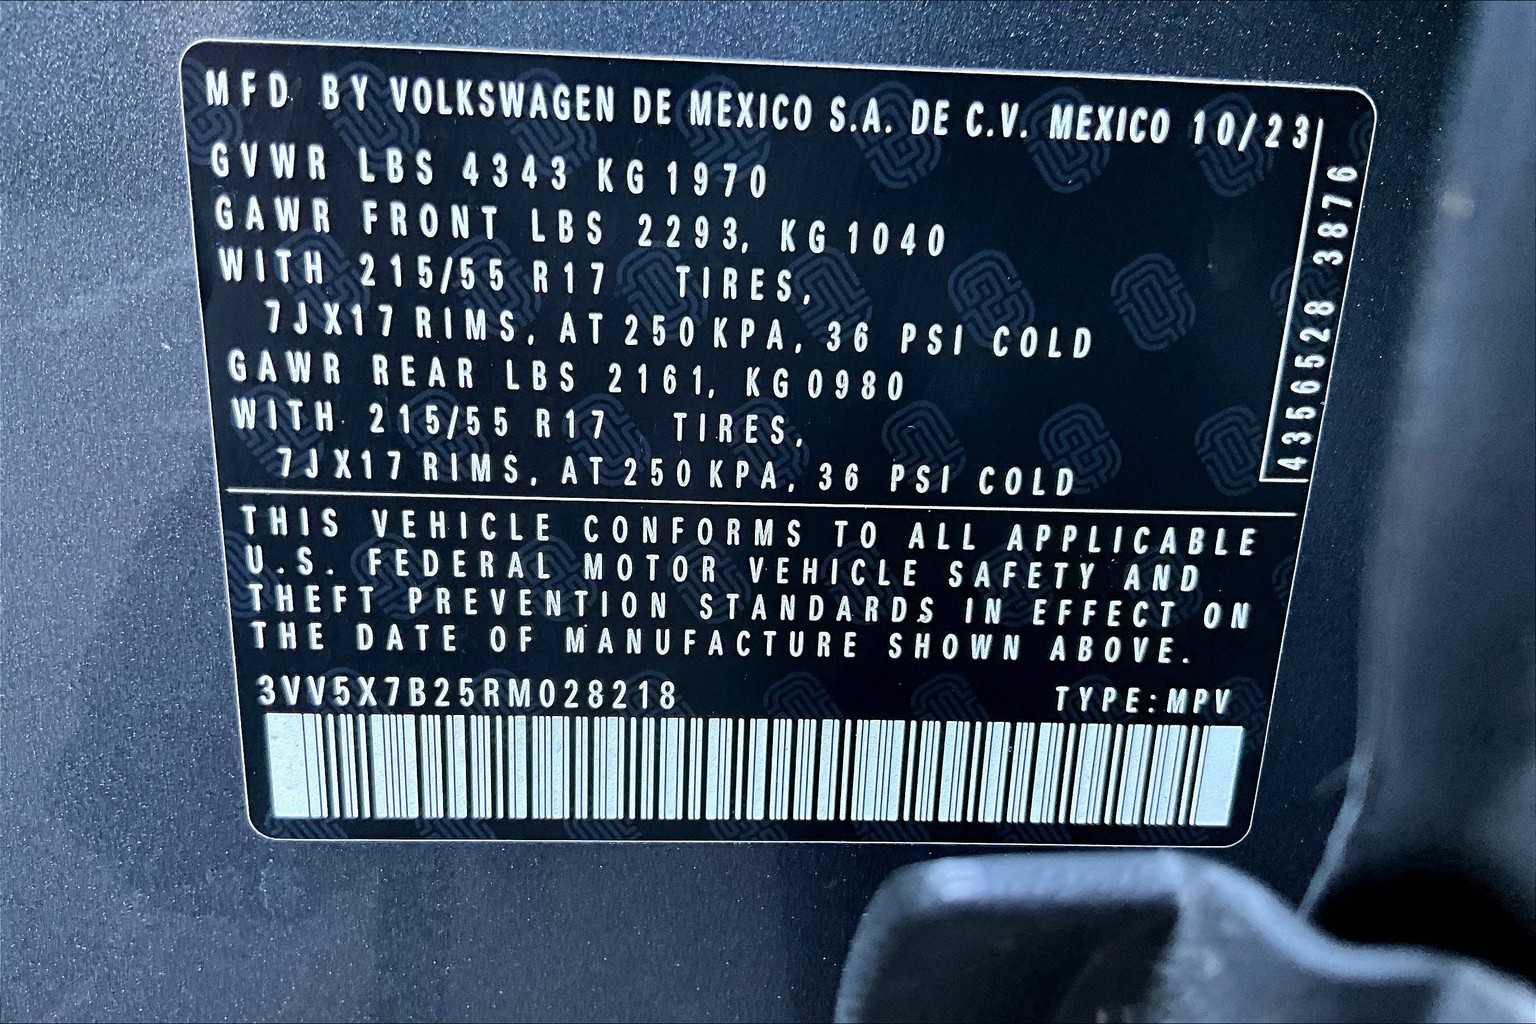 MFD BY VOLKSWAGEN DE MEXICO S.A. DE C.V. MEXICO 10/23
GVWR LBS 4343 KG 1970
GAWR FRONT LBS 2293, KG 1040
WITH 215/55 R17 TIRES,
7JX17 RIMS, AT 250 KPA, 36 PSI COLD
GAWR REAR LBS 2161, KG 0980
WITH 215/55 R17 TIRES,
7JX17 RIMS, AT 250 KPA, 36 PSI COLD
4356528 3876
THIS VEHICLE CONFORMS TO ALL APPLICABLE
U.S. FEDERAL MOTOR VEHICLE SAFETY AND
THEFT PREVENTION STANDARDS IN EFFECT ON
THE DATE OF MANUFACTURE SHOWN ABOVE.
3VV5X7B25RM028218 TYPE:MPV